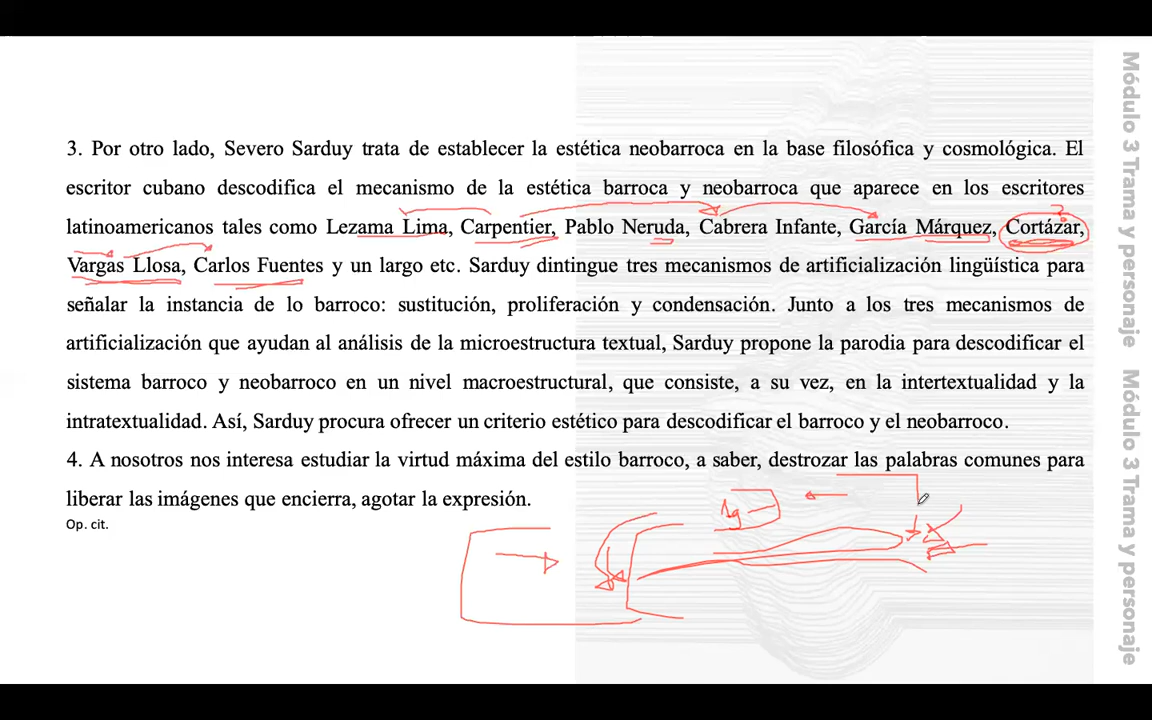 3. Por otro lado, Severo Sarduy trata de establecer la estética neobarroca en la base filosófica y cosmológica. El
escritor cubano descodifica el mecanismo de la estética barroca y neobarroca que aparece en los escritores
latinoamericanos tales como Lezama Lima, Carpentier, Pablo Neruda, Cabrera Infante, García Márquez, Cortázar,
Vargas Llosa, Carlos Fuentes y un largo etc. Sarduy dintingue tres mecanismos de artificialización lingüística para
señalar la instancia de lo barroco: sustitución, proliferación y condensación. Junto a los tres mecanismos de
artificialización que ayudan al análisis de la microestructura textual, Sarduy propone la parodia para descodificar el
sistema barroco y neobarroco en un nivel macroestructural, que consiste, a su vez, en la intertextualidad y la
intratextualidad. Así, Sarduy procura ofrecer un criterio estético para descodificar el barroco y el neobarroco.
4. A nosotros nos interesa estudiar la virtud máxima del estilo barroco, a saber, destrozar las palabras comunes para
liberar las imágenes que encierra, agotar la expresión.
Op. cit.
Módulo 3 Trama y personaje
Módulo 3 Trama y personaje